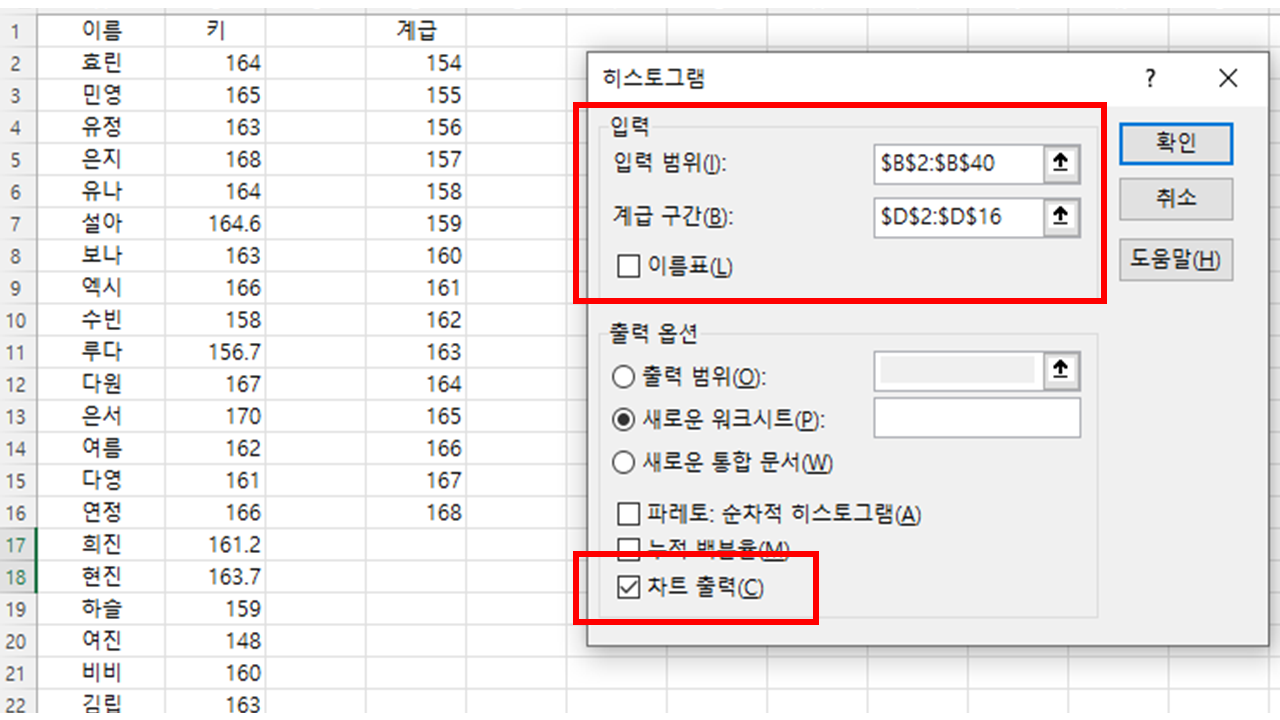 1 이름 키 계급
2 효린 164 154
3 민영 165 155
4 유정 163 156
5 은지 168 157
6 유나 164 158
7 설아 164.6 159
8 보나 163 160
9 엑시 166 161
10 수빈 158 162
11 루다 156.7 163
12 다원 167 164
13 은서 170 165
14 여름 162 166
15 다영 161 167
16 연정 166 168
17 희진 161.2
18 현진 163.7
19 하슬 159
20 여진 148
21 비비 160
22 김립 163
히스토그램 ?
입력
입력 범위(I): $B$2:$B$40
계급 구간(B): $D$2:$D$16
이름표(L)
확인
취소
도움말(H)
출력 옵션
출력 범위(O):
새로운 워크시트(P):
새로운 통합 문서(W)
파레토: 순차적 히스토그램(A)
누적 백분율(M)
차트 출력(C)